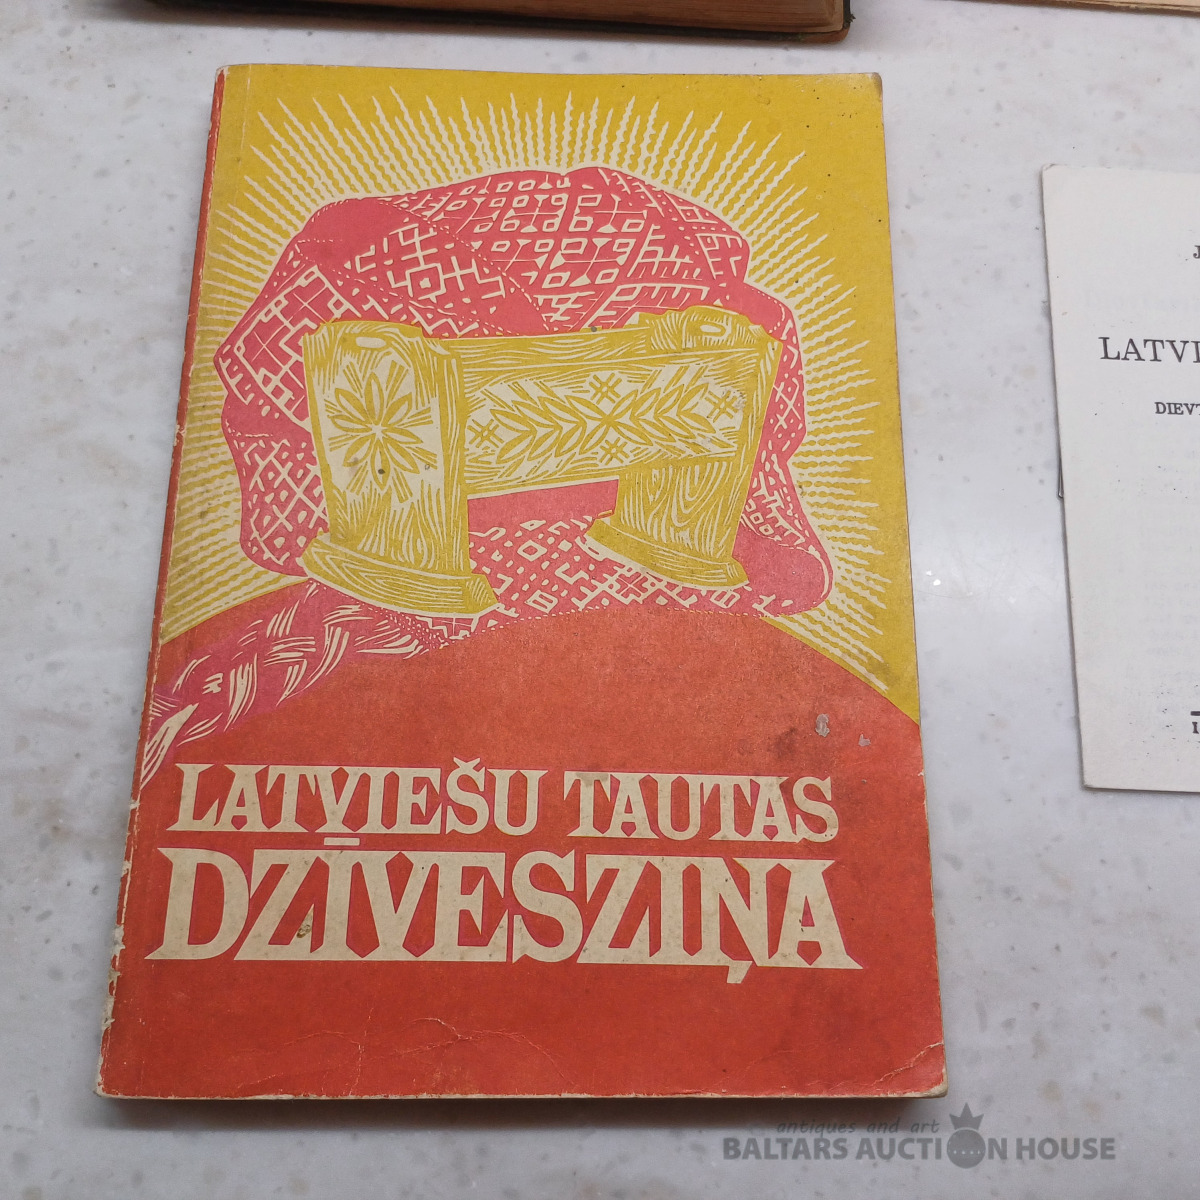 LATVIEŠU TAUTAS
DZĪVESZIŅA
J
LATVI
DIEVT
I
antiques and art
BALTARS AUCTION HOUSE